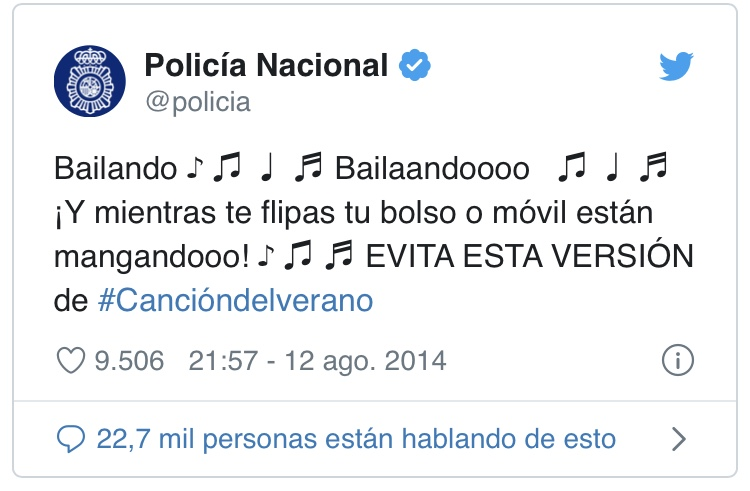 Policía Nacional
@policia
Bailando ♪ ♫ ♩ ♬ Bailaandoooo ♫ ♩ ♬
¡Y mientras te flipas tu bolso o móvil están
mangandooo! ♪ ♫ ♬ EVITA ESTA VERSIÓN
de #Cancióndelverano
9.506 21:57 - 12 ago. 2014
22,7 mil personas están hablando de esto